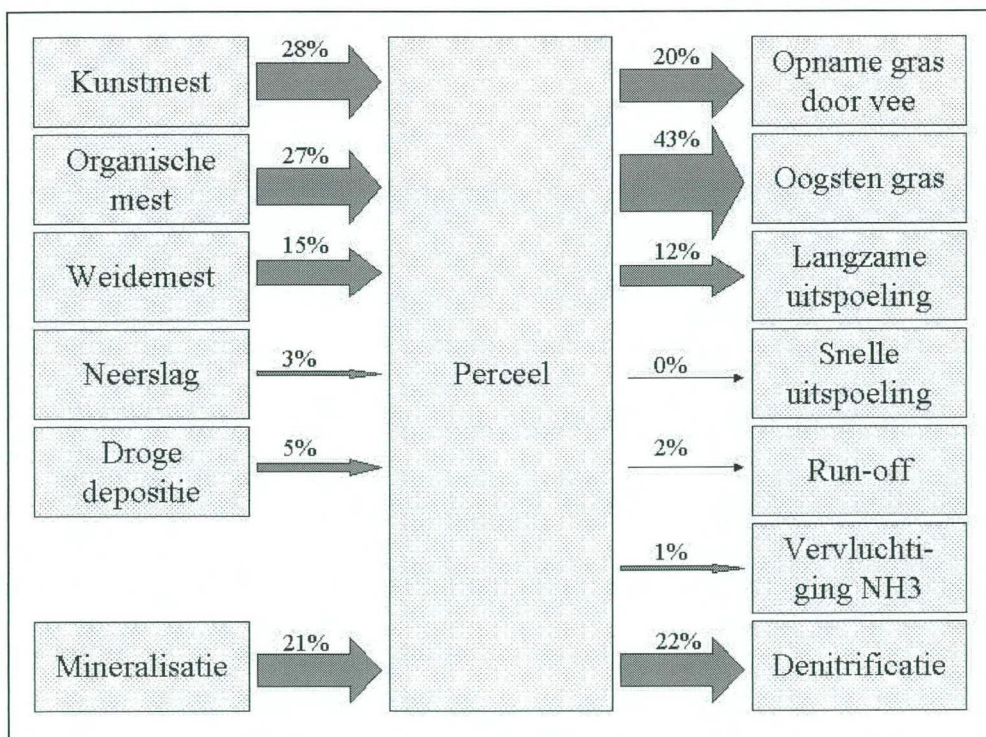 28%
Kunstmest
27%
Organische
mest
15%
Weidemest
3%
Neerslag
5%
Droge
depositie
21%
Mineralisatie
Perceel
20%
Opname gras
door vee
43%
Oogsten gras
12%
Langzame
uitspoeling
0%
Snelle
uitspoeling
2%
Run-off
1%
Vervluchti-
ging NH3
22%
Denitrificatie